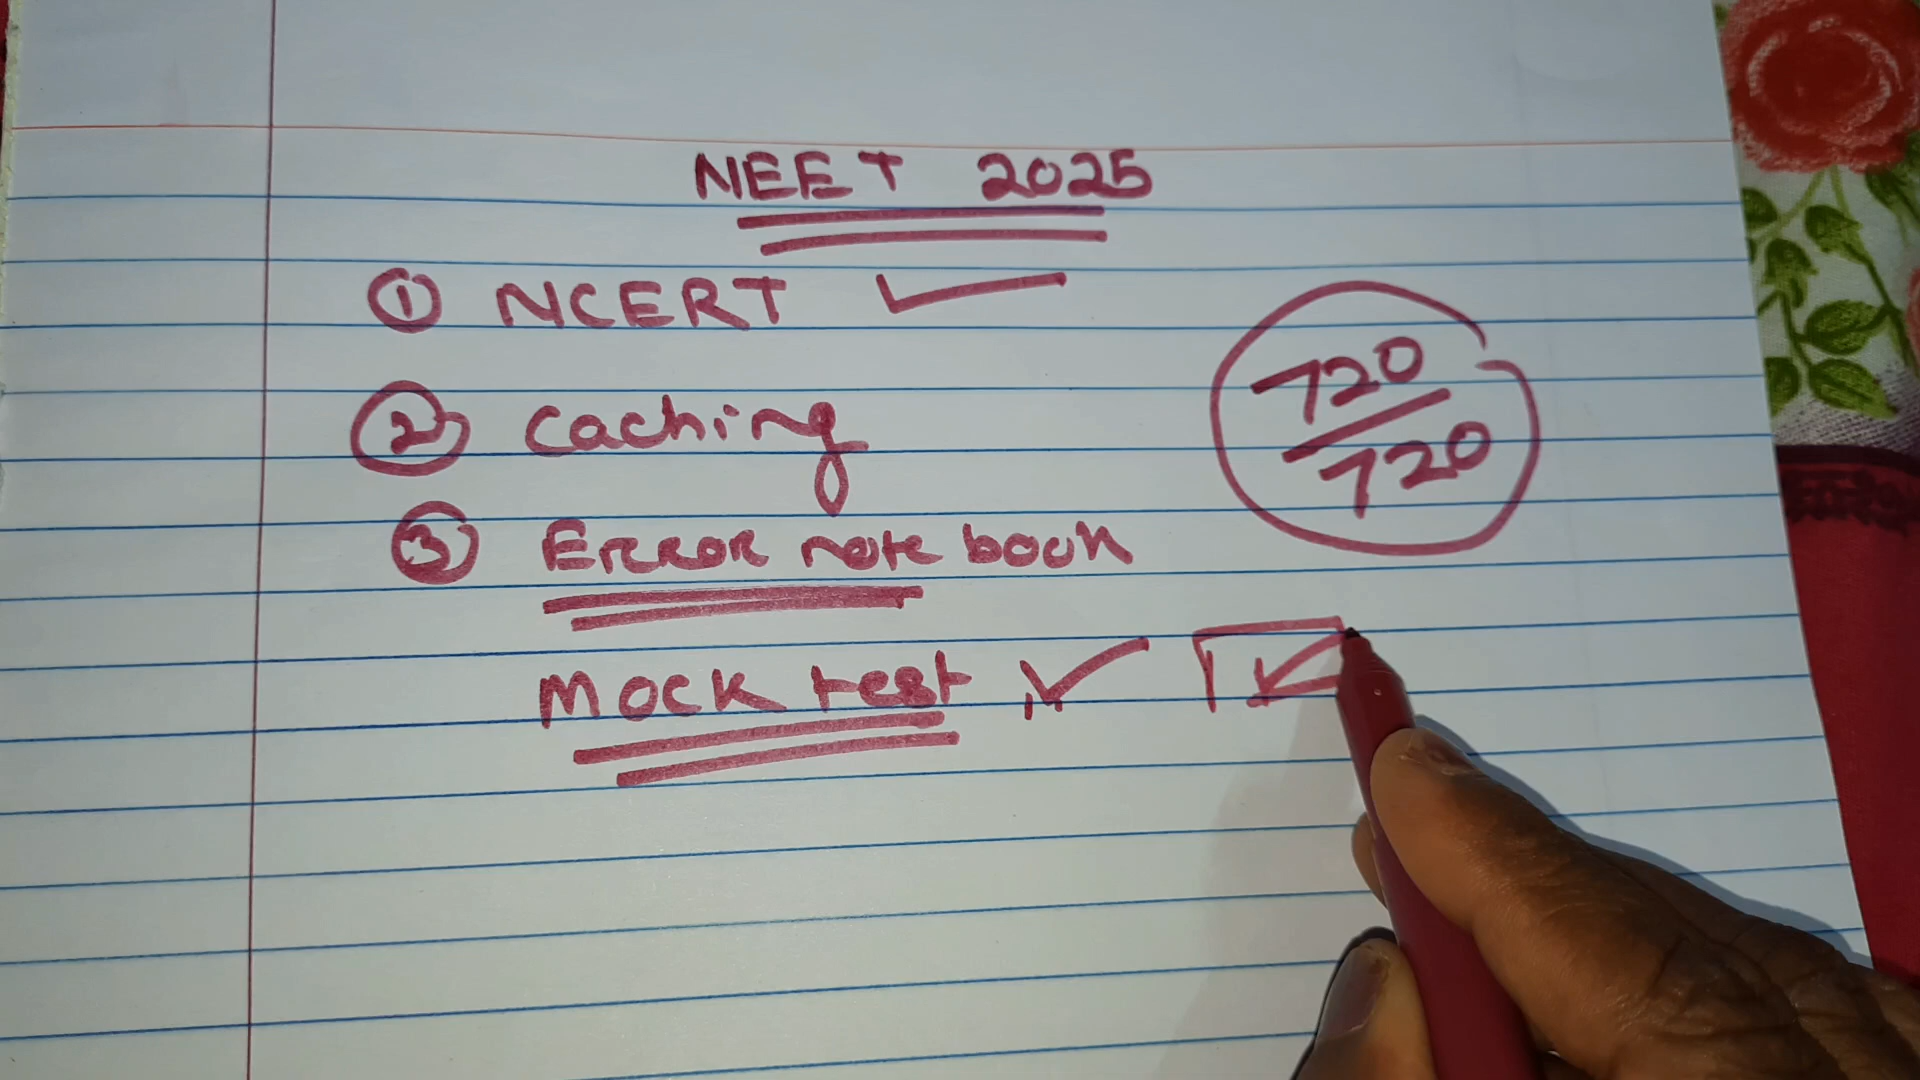 NEET 2025
① NCERT ✓
② Caching
③ Error note book
720/720
Mock test ✓ ✓